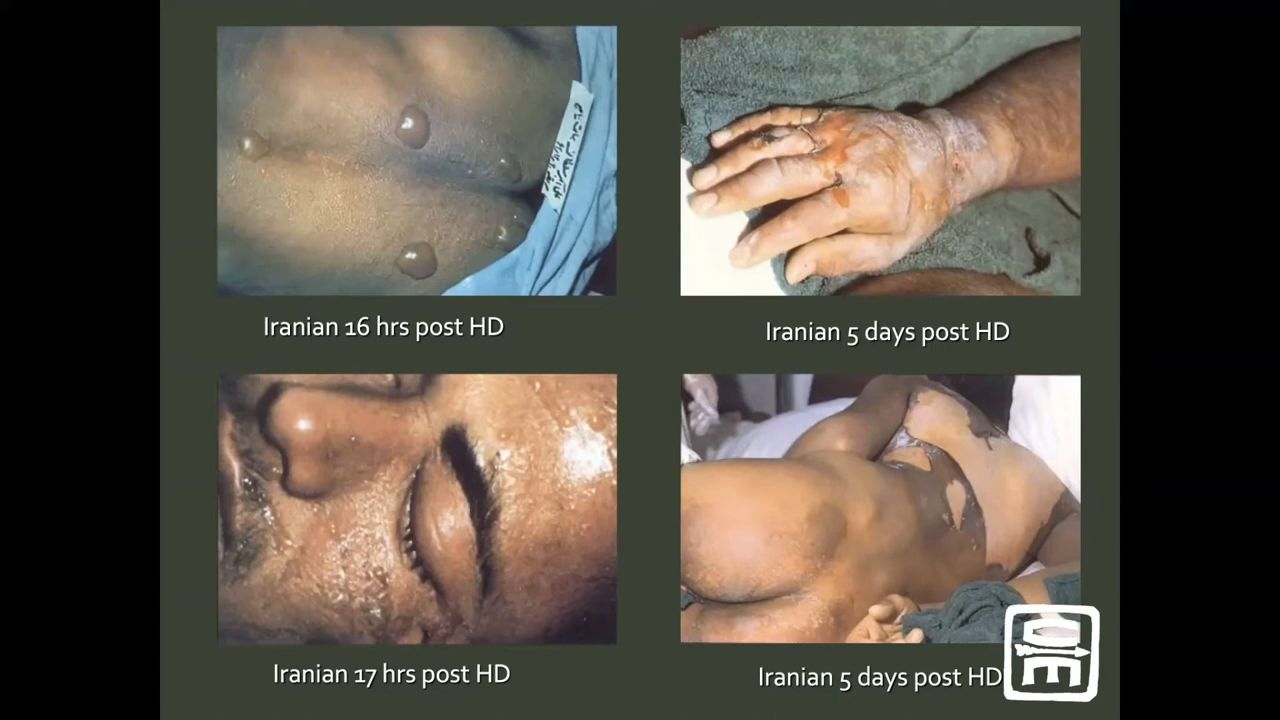 Iranian 16 hrs post HD
Iranian 5 days post HD
Iranian 17 hrs post HD
Iranian 5 days post HD